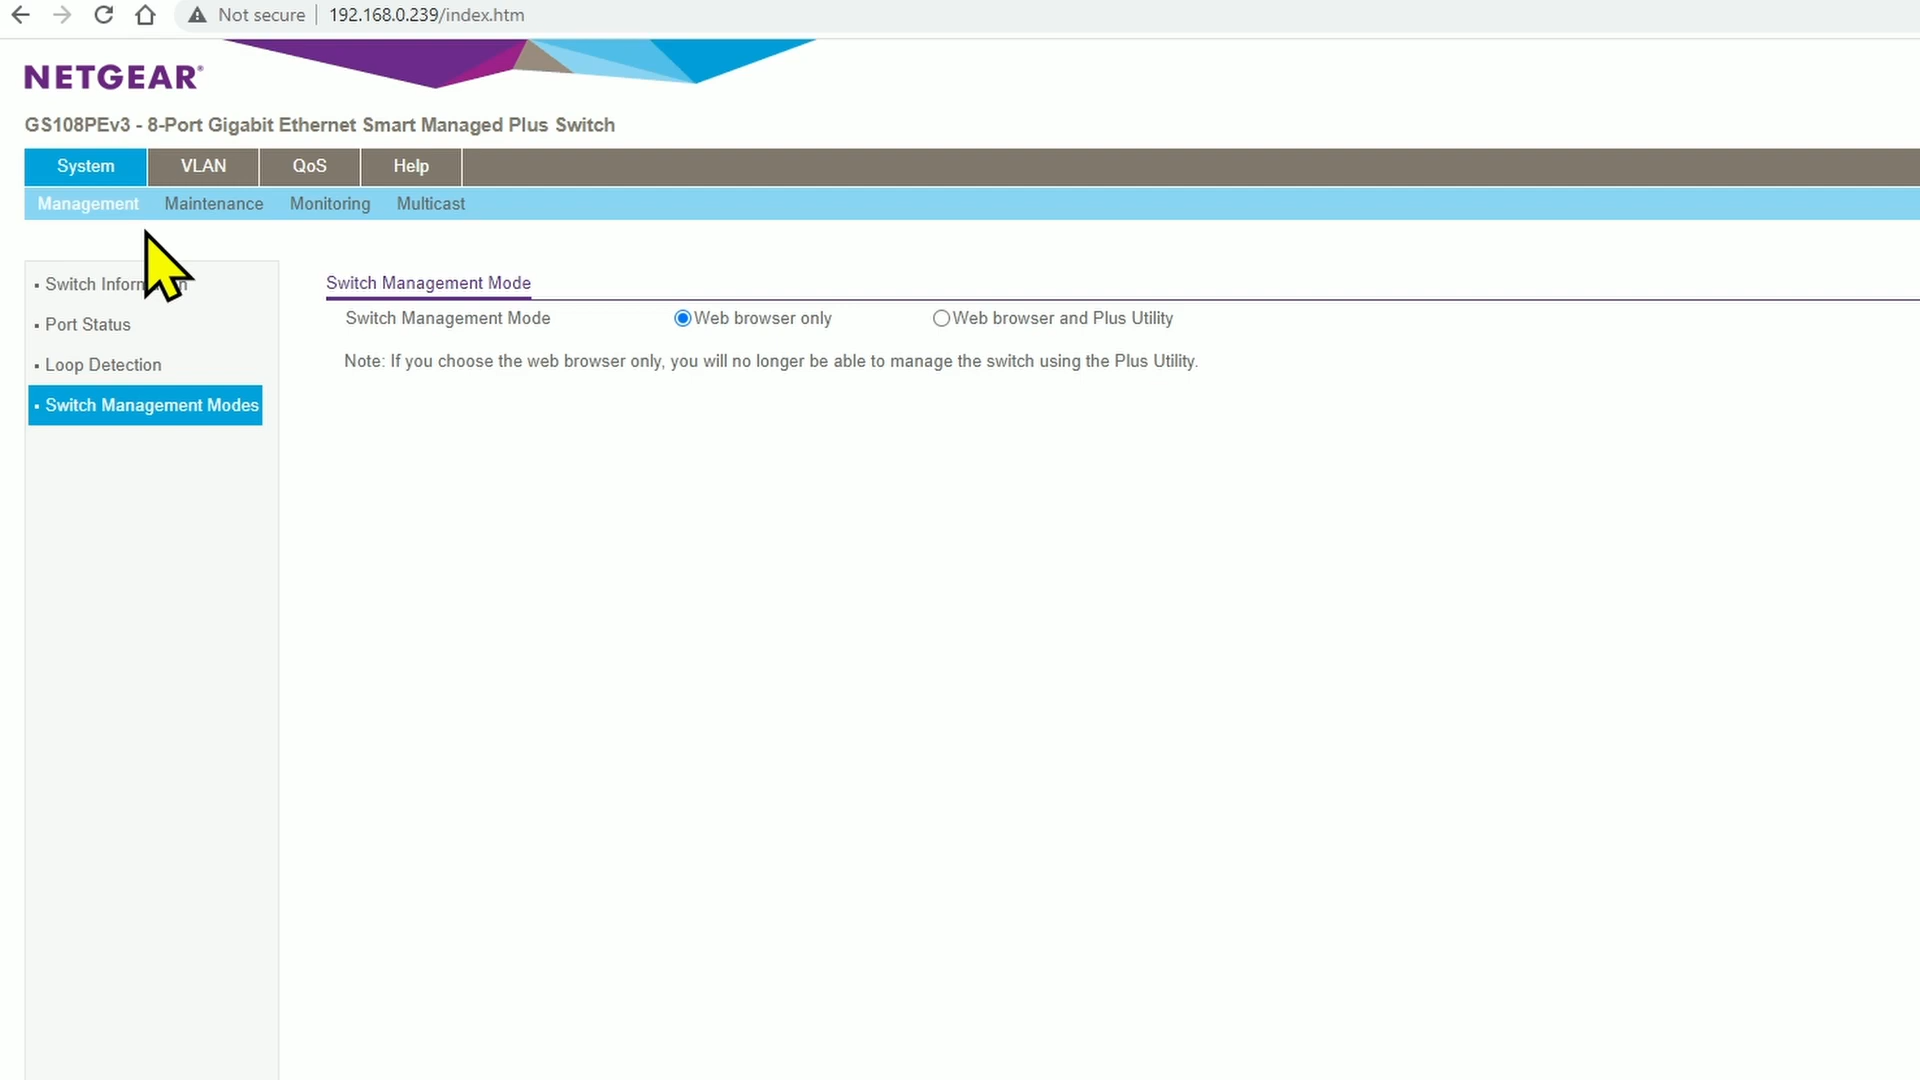 Not secure | 192.168.0.239/index.htm
NETGEAR®
GS108PEv3 - 8-Port Gigabit Ethernet Smart Managed Plus Switch
System VLAN QoS Help
Management Maintenance Monitoring Multicast
Switch Management Mode
Switch Management Mode Web browser only Web browser and Plus Utility
Note: If you choose the web browser only, you will no longer be able to manage the switch using the Plus Utility.
Switch
Port Status
Loop Detection
Switch Management Modes